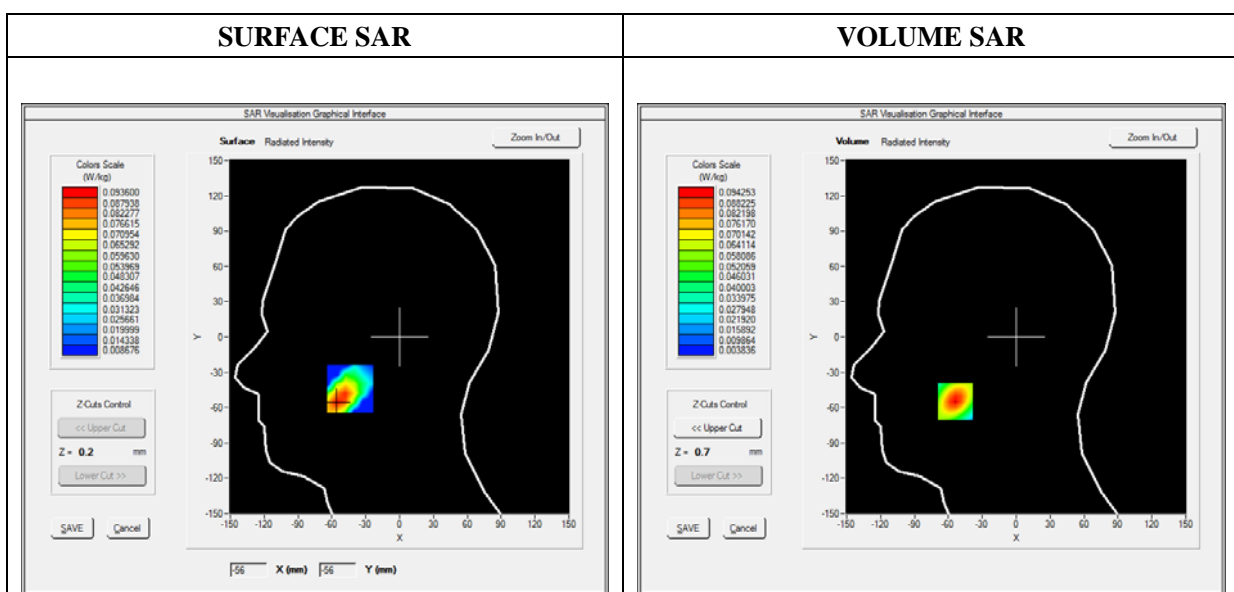 SURFACE SAR
SAR Visualisation Graphical Interface
Surface Radiated Intensity
Zoom In/Out
Colors Scale
(W/kg)
0.093600
0.087938
0.082277
0.076615
0.070954
0.065292
0.059630
0.053969
0.048307
0.042646
0.036984
0.031323
0.025661
0.019999
0.014338
0.008676
Z-Cuts Control
<< Upper Cut
Z = 0.2 mm
Lower Cut >>
SAVE Cancel
150
120
90
60
30
0
-30
-60
-90
-120
-150
Y
-150 -120 -90 -60 -30 0 30 60 90 120 150
X
-56 X (mm) -56 Y (mm)
VOLUME SAR
SAR Visualisation Graphical Interface
Volume Radiated Intensity
Zoom In/Out
Colors Scale
(W/kg)
0.094253
0.088225
0.082198
0.076170
0.070142
0.064114
0.058086
0.052059
0.046031
0.040003
0.033975
0.027948
0.021920
0.015892
0.009864
0.003836
Z-Cuts Control
<< Upper Cut
Z = 0.7 mm
Lower Cut >>
SAVE Cancel
150
120
90
60
30
0
-30
-60
-90
-120
-150
Y
-150 -120 -90 -60 -30 0 30 60 90 120 150
X